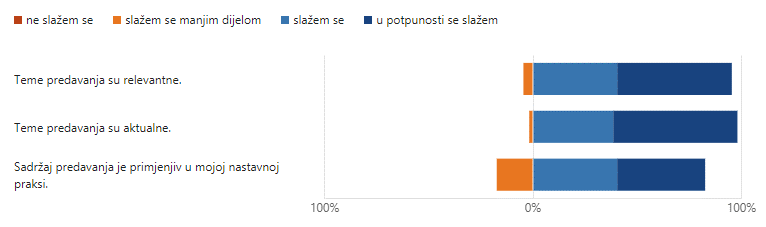 ne slažem se slažem se manjim dijelom slažem se u potpunosti se slažem
Teme predavanja su relevantne.
Teme predavanja su aktualne.
Sadržaj predavanja je primjenjiv u mojoj nastavnoj
praksi.
100% 0% 100%